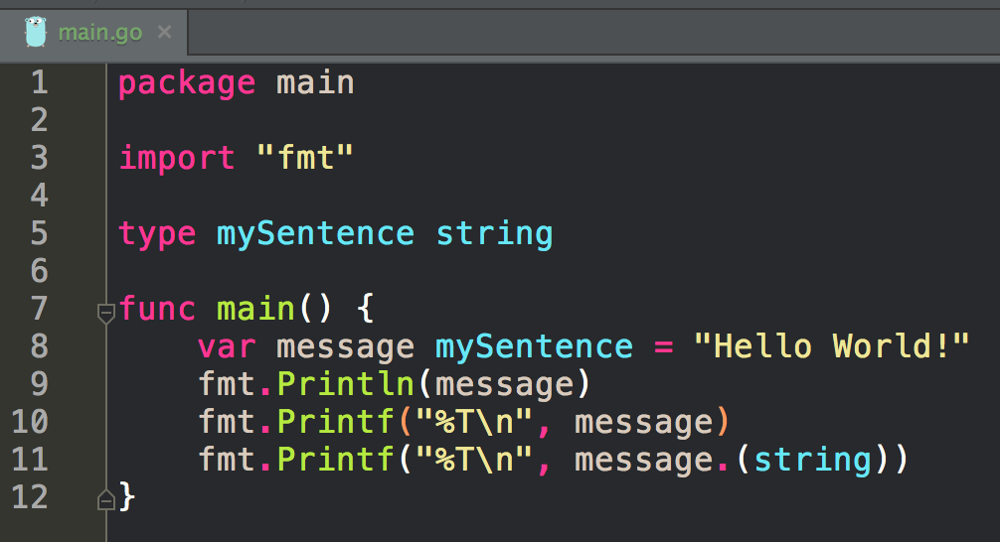 main.go ×
1 package main
2
3 import "fmt"
4
5 type mySentence string
6
7 func main() {
8     var message mySentence = "Hello World!"
9     fmt.Println(message)
10     fmt.Printf("%T\n", message)
11     fmt.Printf("%T\n", message.(string))
12 }